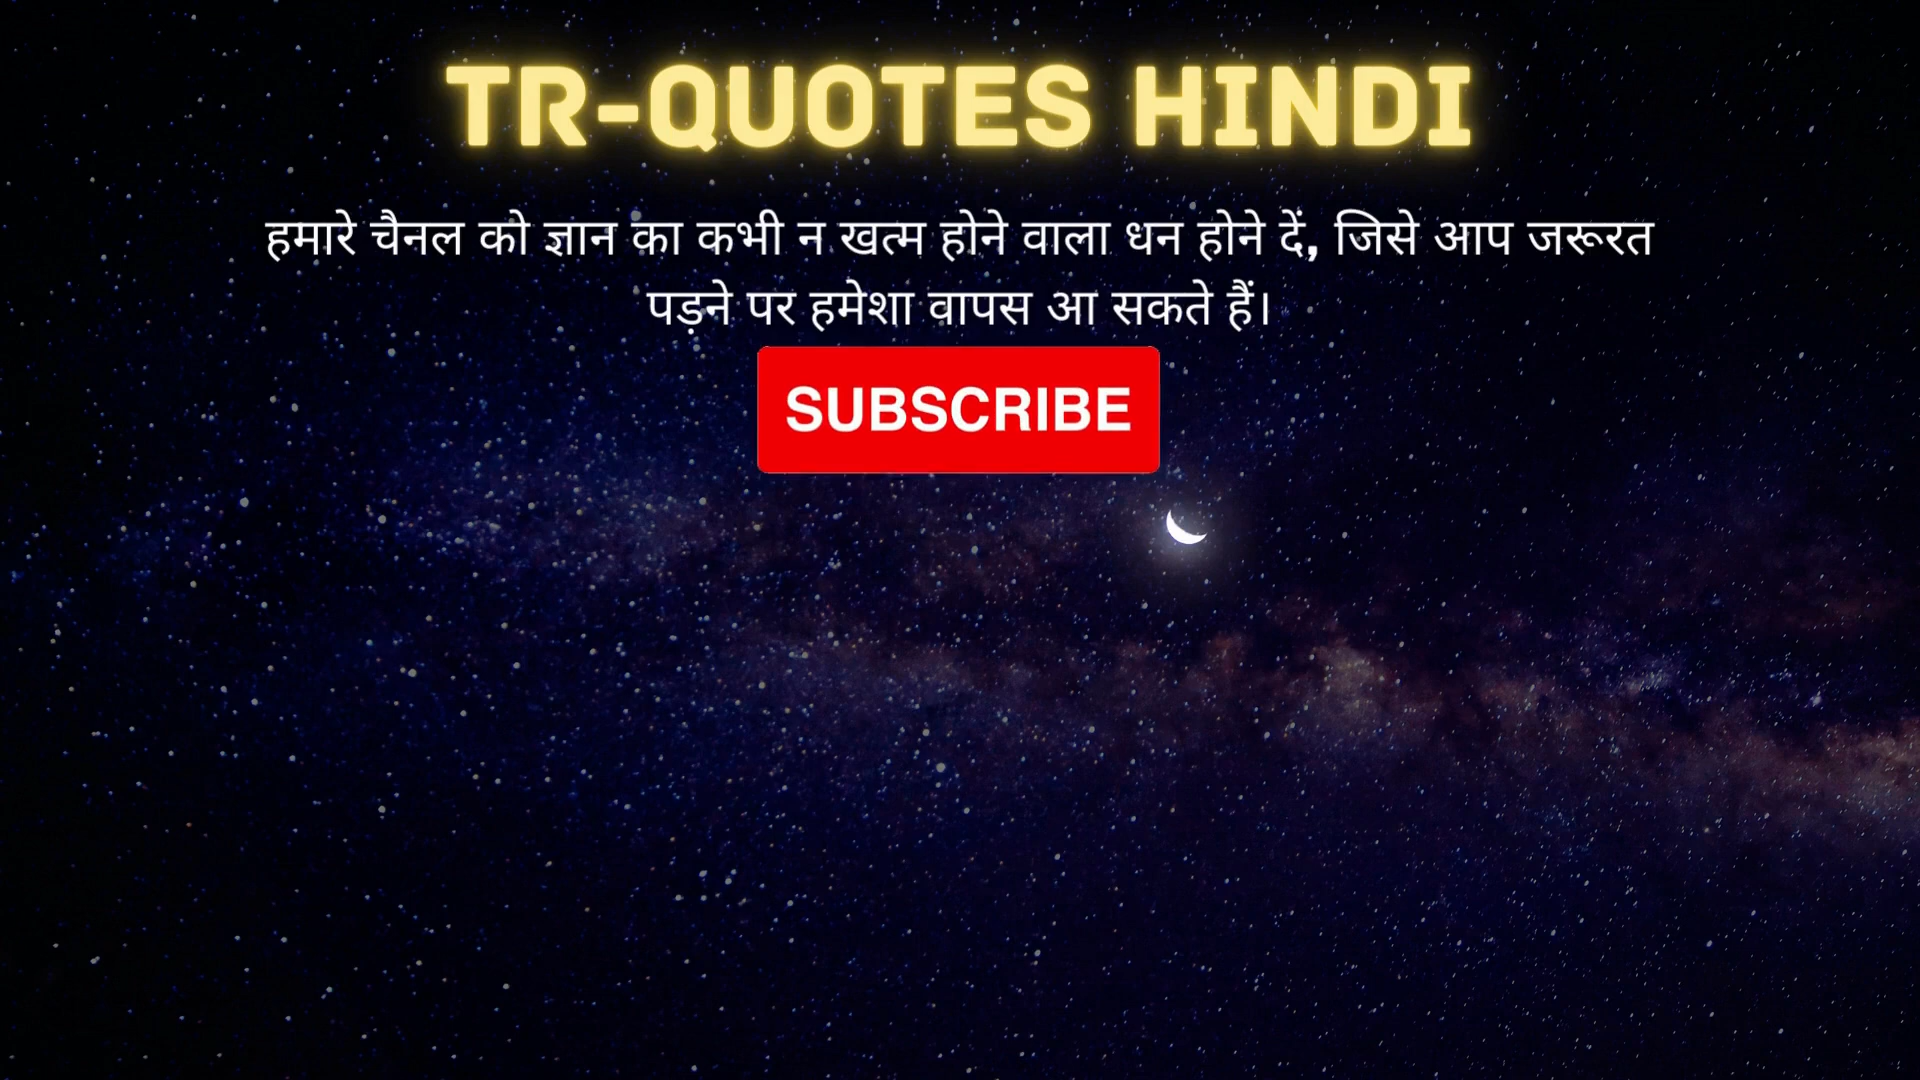 TR-QUOTES HINDI
हमारे चैनल को ज्ञान का कभी न खत्म होने वाला धन होने दें, जिसे आप जरूरत
पड़ने पर हमेशा वापस आ सकते हैं।
SUBSCRIBE